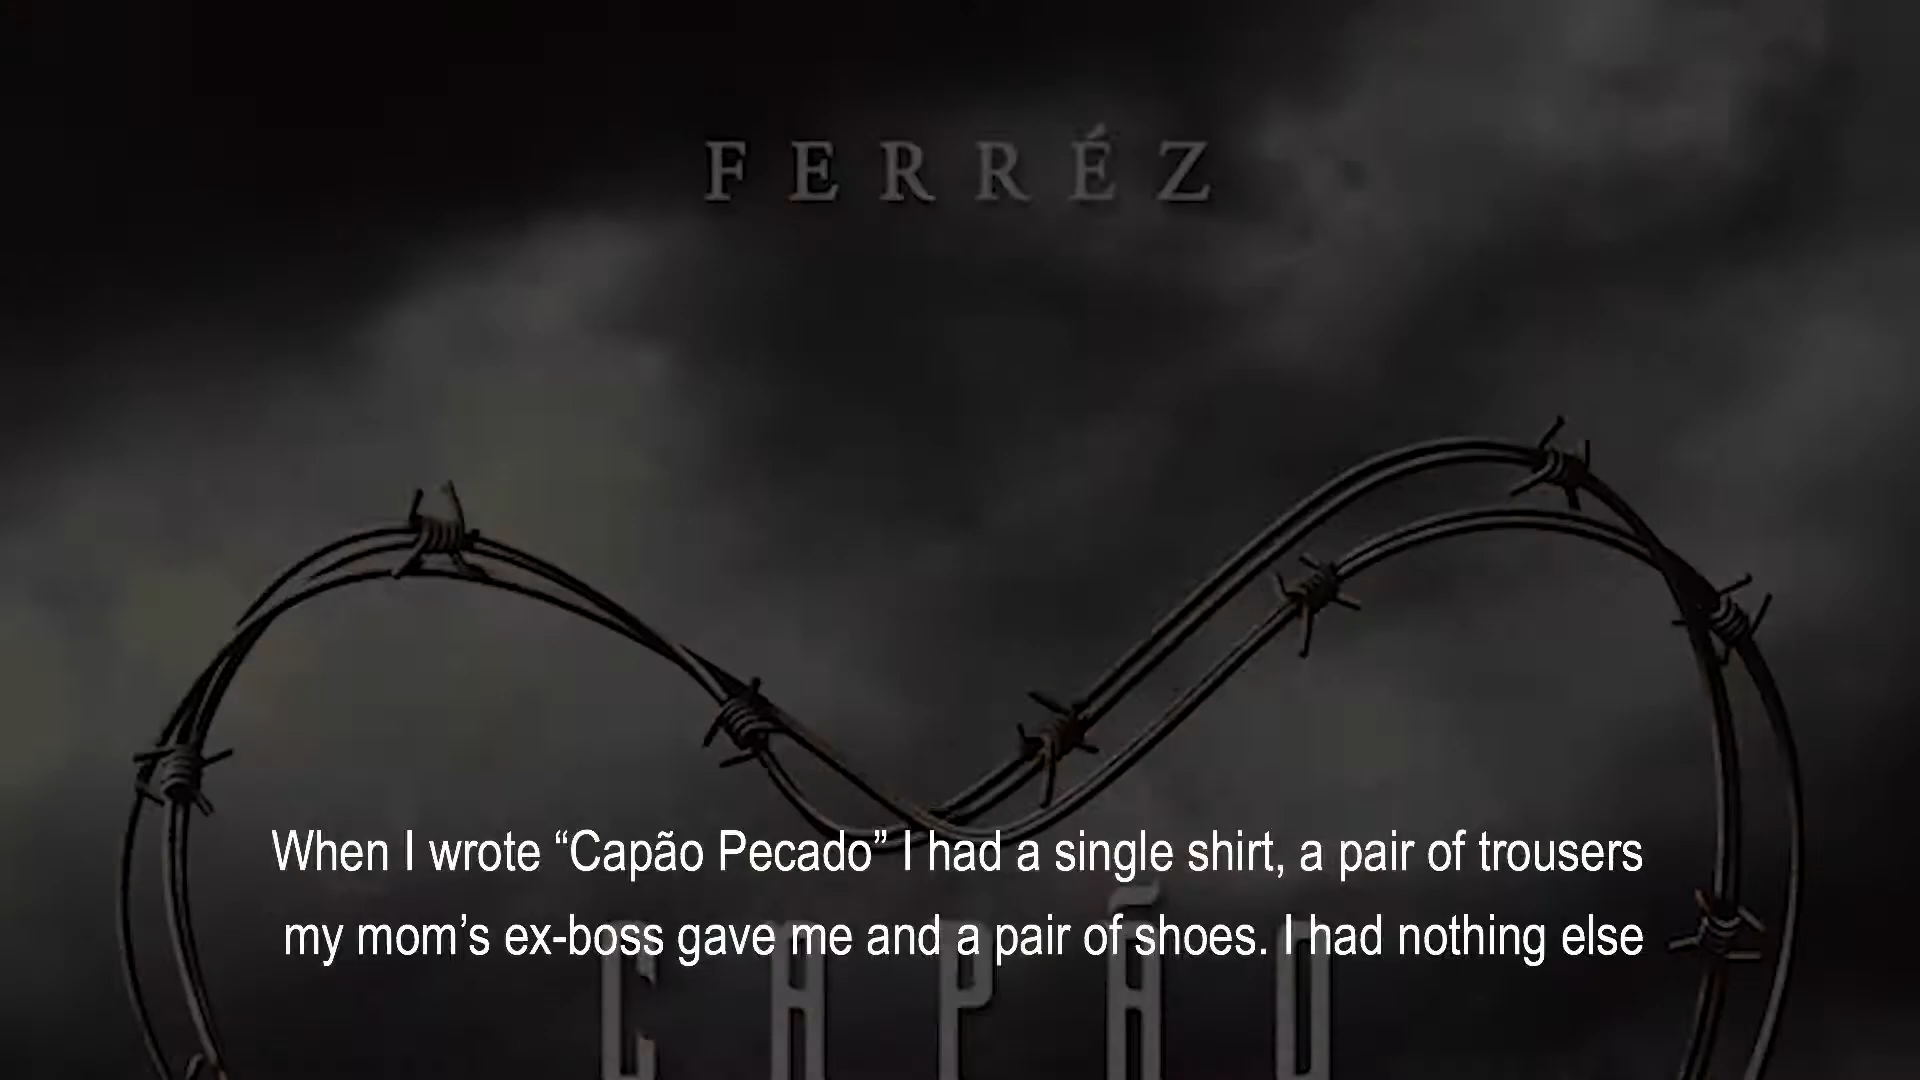 FERRÉZ
When I wrote “Capão Pecado” I had a single shirt, a pair of trousers
my mom’s ex-boss gave me and a pair of shoes. I had nothing else
CAPÃO